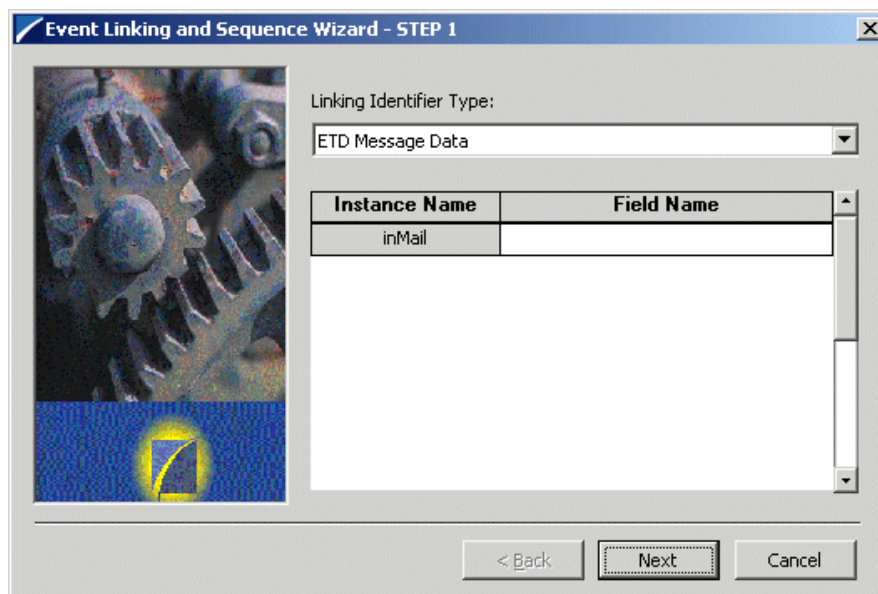 Event Linking and Sequence Wizard - STEP 1
Linking Identifier Type:
ETD Message Data
Instance Name Field Name
inMail
< Back Next Cancel